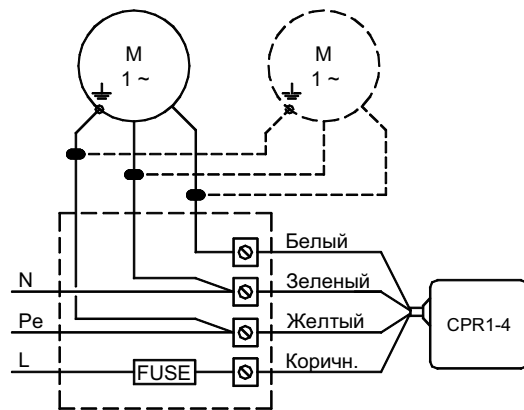 M
1 ~
M
1 ~
Белый
N
Зеленый
Pe
Желтый
CPR1-4
L
FUSE
Коричн.